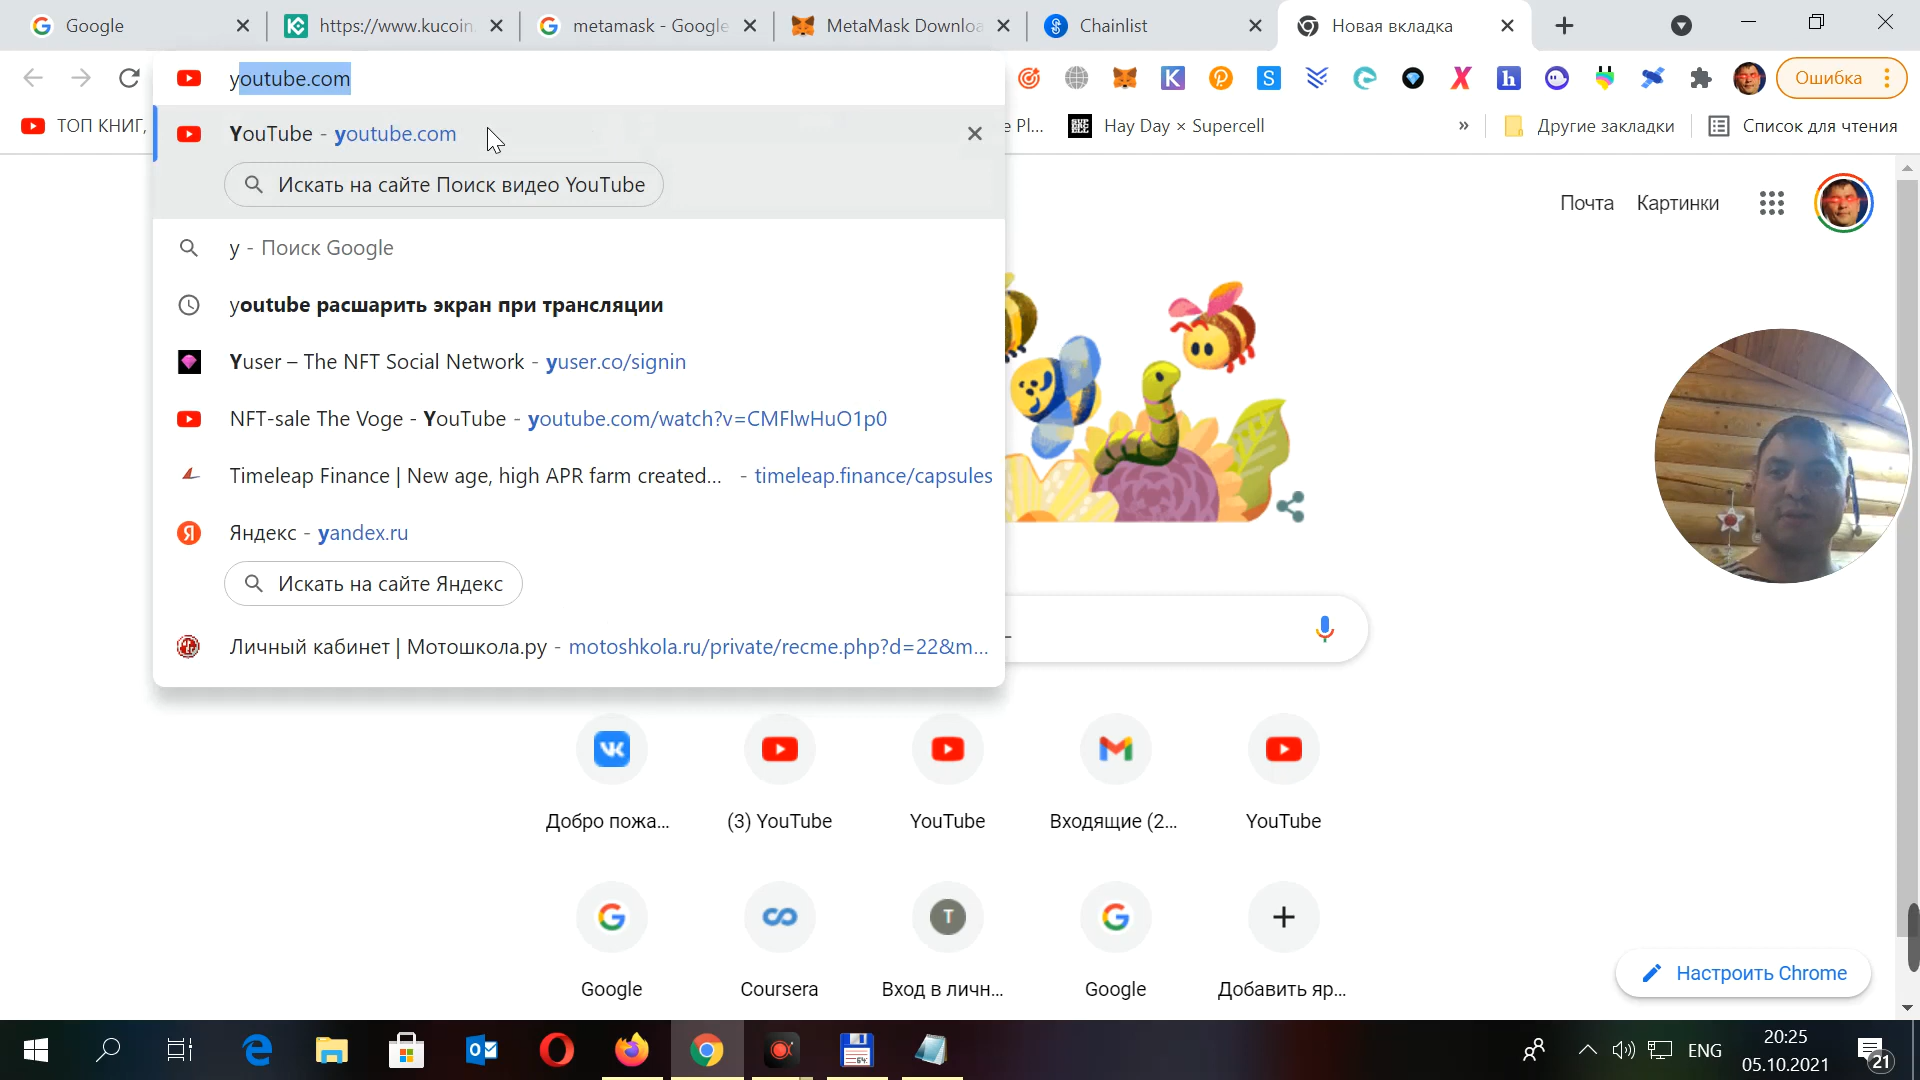 Google
https://www.kucoin.
metamask - Google
MetaMask Downloa
Chainlist
Новая вкладка
youtube.com
Ошибка
ТОП КНИГ,
e Pl...
Hay Day × Supercell
»
Другие закладки
Список для чтения
YouTube - youtube.com
Искать на сайте Поиск видео YouTube
y - Поиск Google
youtube расшарить экран при трансляции
Yuser – The NFT Social Network - yuser.co/signin
NFT-sale The Voge - YouTube - youtube.com/watch?v=CMFlwHuO1p0
Timeleap Finance | New age, high APR farm created... - timeleap.finance/capsules
Яндекс - yandex.ru
Искать на сайте Яндекс
Личный кабинет | Мотошкола.ру - motoshkola.ru/private/recme.php?d=22&m...
Почта
Картинки
Добро пожа...
(3) YouTube
YouTube
Входящие (2...
YouTube
Google
Coursera
Вход в личн...
Google
Добавить яр...
Настроить Chrome
ENG
20:25
05.10.2021
21